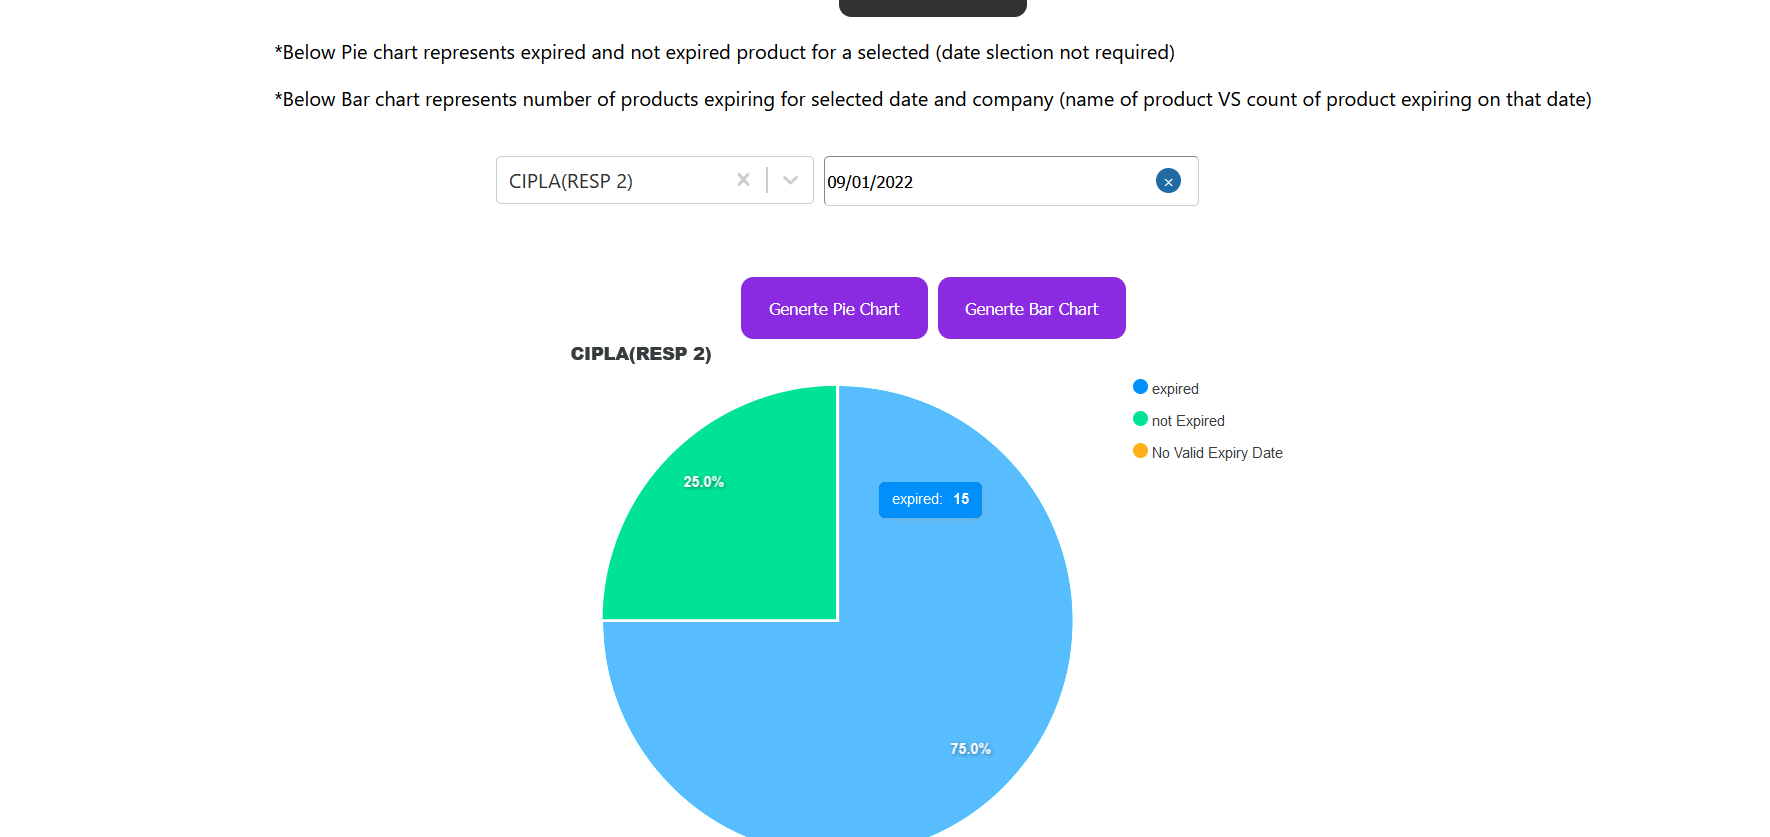 *Below Pie chart represents expired and not expired product for a selected (date slection not required)
*Below Bar chart represents number of products expiring for selected date and company (name of product VS count of product expiring on that date)
CIPLA(RESP 2)
09/01/2022
Generte Pie Chart
Generte Bar Chart
CIPLA(RESP 2)
expired
not Expired
No Valid Expiry Date
25.0%
expired: 15
75.0%